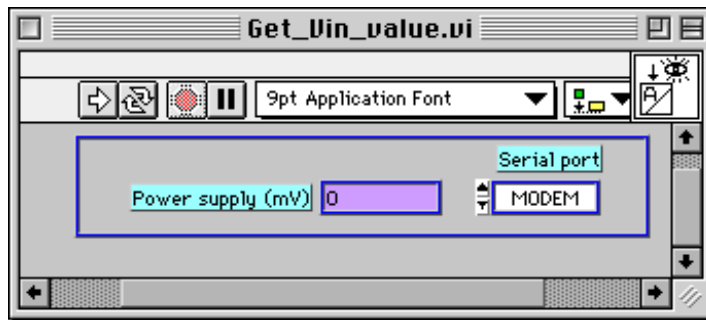 Get_Vin_value.vi
9pt Application Font
A/
Serial port
Power supply (mV) 0 MODEM